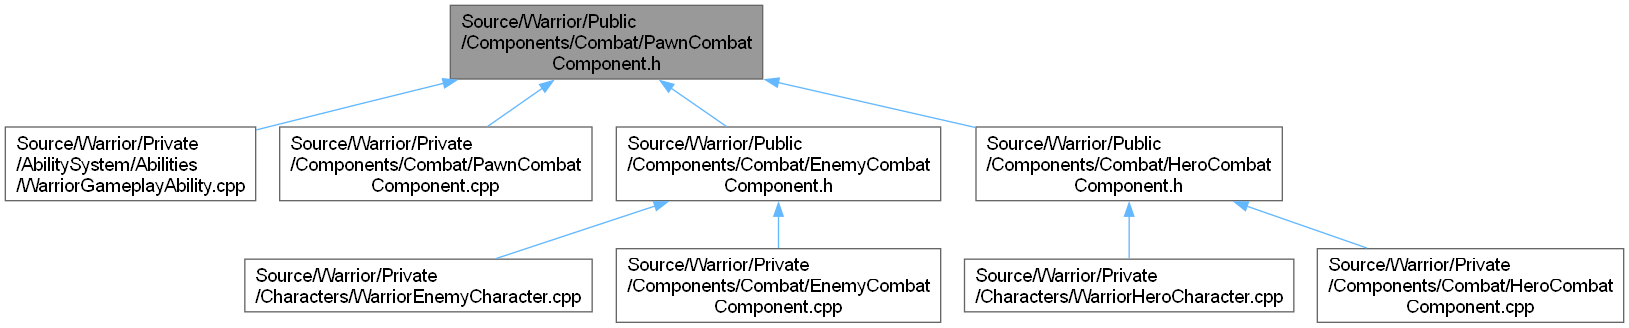 Source/Warrior/Public
/Components/Combat/PawnCombat
Component.h
Source/Warrior/Private
/AbilitySystem/Abilities
/WarriorGameplayAbility.cpp
Source/Warrior/Private
/Components/Combat/PawnCombat
Component.cpp
Source/Warrior/Public
/Components/Combat/EnemyCombat
Component.h
Source/Warrior/Public
/Components/Combat/HeroCombat
Component.h
Source/Warrior/Private
/Characters/WarriorEnemyCharacter.cpp
Source/Warrior/Private
/Components/Combat/EnemyCombat
Component.cpp
Source/Warrior/Private
/Characters/WarriorHeroCharacter.cpp
Source/Warrior/Private
/Components/Combat/HeroCombat
Component.cpp